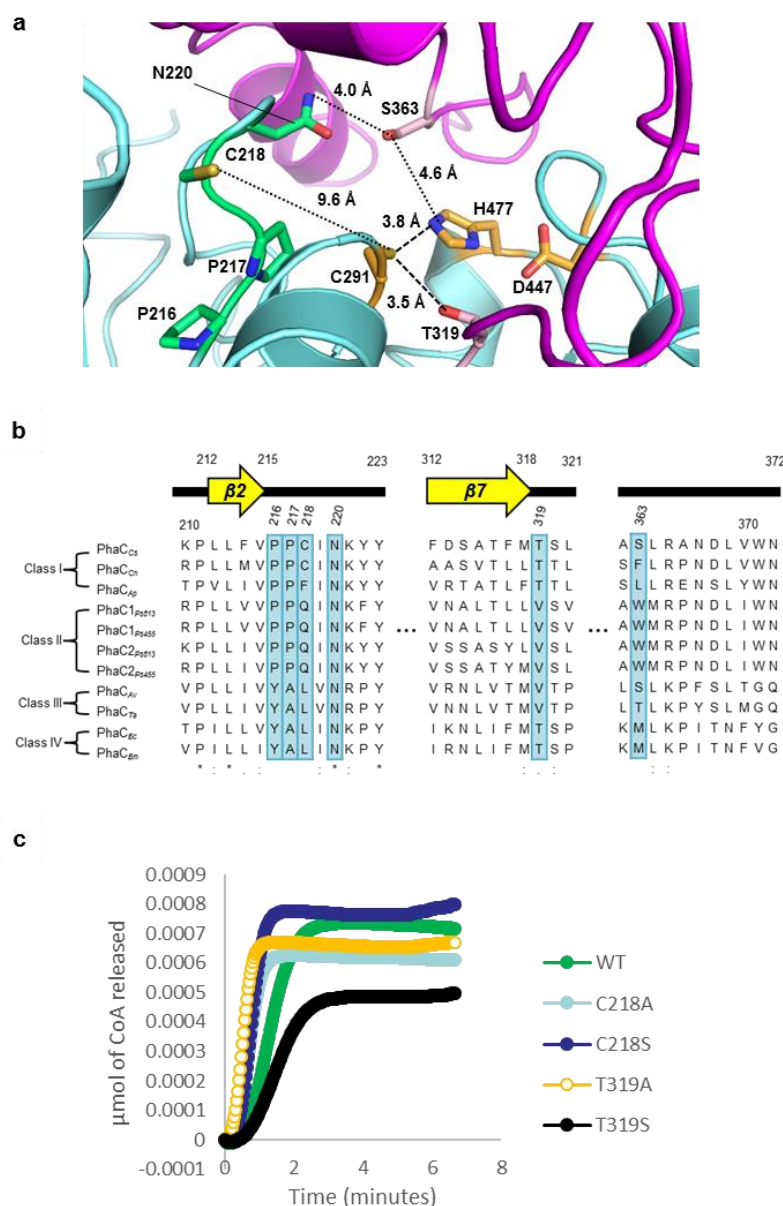 a
N220
4.0 Å
S363
C218
4.6 Å
9.6 Å
3.8 Å
H477
P217
C291
D447
P216
3.5 Å
T319
b
212 215 223 312 318 321 372
β2 β7
210 216 217 218 220 319 363 370
Class I
PhaCCs K P L L F V P P C I N K Y Y F D S A T F M T S L A S L R A N D L V W N
PhaCCn R P L L M V P P C I N K Y Y A A S V T L L T T L S F L R E N D L V W N
PhaCAp T P V L I V P P F I N K Y Y V R T A T L F T T L S L L R E N S L Y W N
Class II
PhaC1Ps613 R P L L V V P P Q I N K F Y ... V N A L T L L V S V ... A W M R P N D L I W N
PhaC1Ps455 R P L L V V P P Q I N K F Y V N A L T L L V S V A W M R P N D L I W N
PhaC2Ps613 K P L L I V P P Q I N K Y Y V S S A S Y L V S V A W M R P N D L I W N
PhaC2Ps455 R P L L I V P P Q I N K Y Y V S S A T Y M V S L A W M R P N D L I W N
Class III
PhaCAv V P L L I V Y A L V N R P Y V R N L V T M V T P L S L K P F S L T G Q
PhaCTa V P L L I V Y A L V N R P Y V R N L V T M V T P L T L K P Y S L M G Q
Class IV
PhaCBc T P I L L I Y A L I N K P Y I K N L I F M T S P K M L K P I T N F Y G
PhaCBm V P I L L I Y A L I N K P Y I R N L I F M T S P K M L K P I T N F V G
* : * : : : * : * : : : : :
c
0.0009
0.0008
0.0007
0.0006
0.0005
0.0004
0.0003
0.0002
0.0001
0
-0.0001
µmol of CoA released
0 2 4 6 8
Time (minutes)
WT
C218A
C218S
T319A
T319S